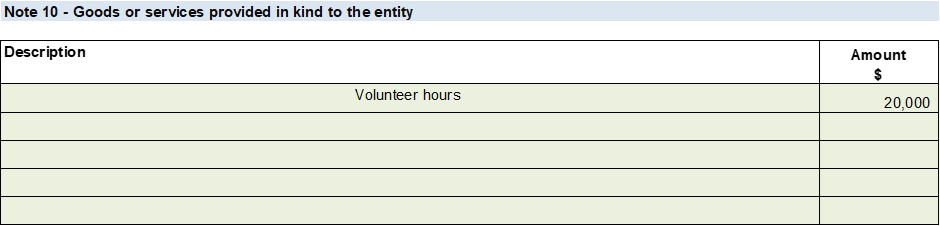 Note 10 - Goods or services provided in kind to the entity
Description
Amount
$
Volunteer hours
20,000